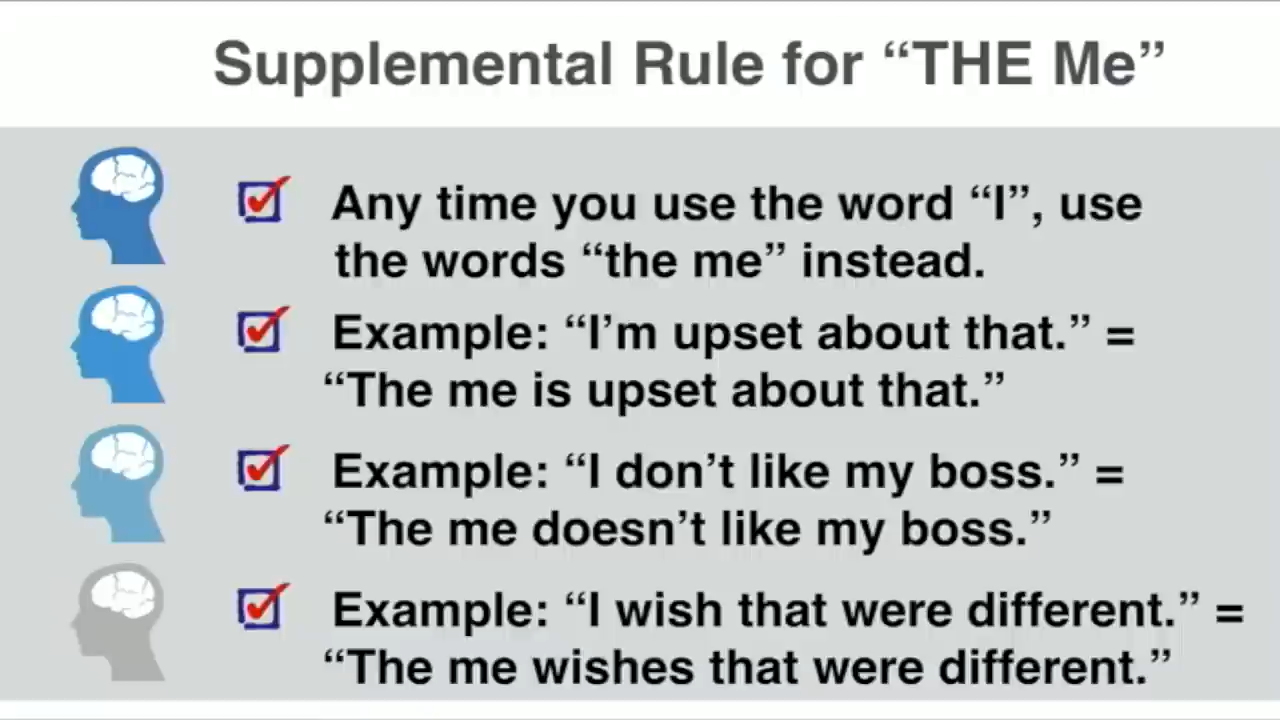 Supplemental Rule for “THE Me”
Any time you use the word “I”, use
the words “the me” instead.
Example: “I’m upset about that.” =
“The me is upset about that.”
Example: “I don’t like my boss.” =
“The me doesn’t like my boss.”
Example: “I wish that were different.” =
“The me wishes that were different.”